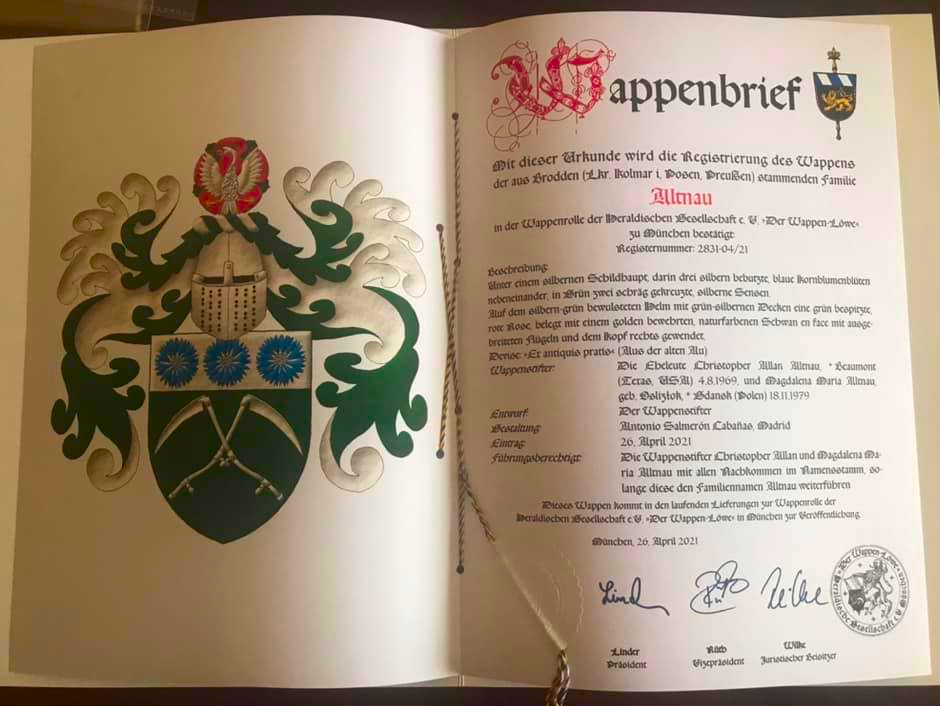 Wappenbrief
Mit dieser Urkunde wird die Registrierung des Wappens
der aus Brodden (Lkr. Kolmar i. Posen, Preußen) stammenden Familie
Altnau
in der Wappenrolle der Heraldischen Gesellschaft e. V. »Der Wappen-Löwe«
zu München bestätigt:
Registernummer: 2831-04/21
Beschreibung:
Unter einem silbernen Schildhaupt, darin drei silbern bebutzte, blaue Kornblumenblüten
nebeneinander, in Grün zwei schräg gekreuzte, silberne Sensen.
Auf dem silbern-grün bewulsteten Helm mit grün-silbernen Decken eine grün bespitzte,
rote Rose, belegt mit einem golden bewehrten, naturfarbenen Schwan en face mit ausge-
breiteten Flügeln und dem Kopf rechts gewendet.
Devise: »Ex antiquis pratis« (Aus der alten Au)
Wappenstifter: Die Eheleute Christopher Allan Altnau, * Beaumont
(Texas, USA) 4.8.1969, und Magdalena Maria Altnau,
geb. * Gdansk (Polen) 18.11.1979
Entwurf: Der Wappenstifter
Gestaltung: Antonio Salmerón Cabañas, Madrid
Eintrag: 26. April 2021
Führungsberechtigt: Die Wappenstifter Christopher Allan und Magdalena Ma-
ria Altnau mit allen Nachkommen im Namensstamm, so-
lange diese den Familiennamen Altnau weiterführen
Dieses Wappen kommt in den laufenden Lieferungen zur Wappenrolle der
Heraldischen Gesellschaft e.V. »Der Wappen-Löwe« in München zur Veröffentlichung.
München, 26. April 2021
Linder
Präsident
Rüth
Vizepräsident
Wilke
Juristischer Beisitzer
Der Wappen-Löwe
Heraldische Gesellschaft e.V. München